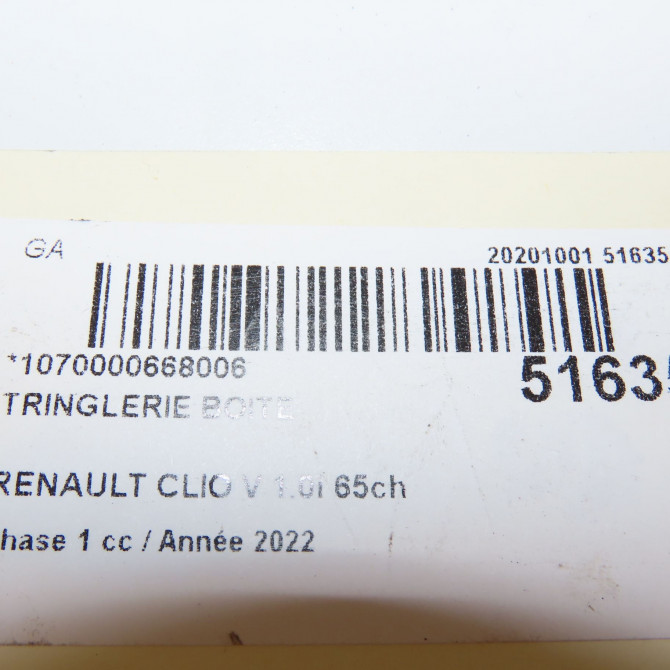 GA
20201001 51635
*1070000668006
51635
TRINGLERIE BOITE
RENAULT CLIO V 1.0i 65ch
hase 1 cc / Année 2022